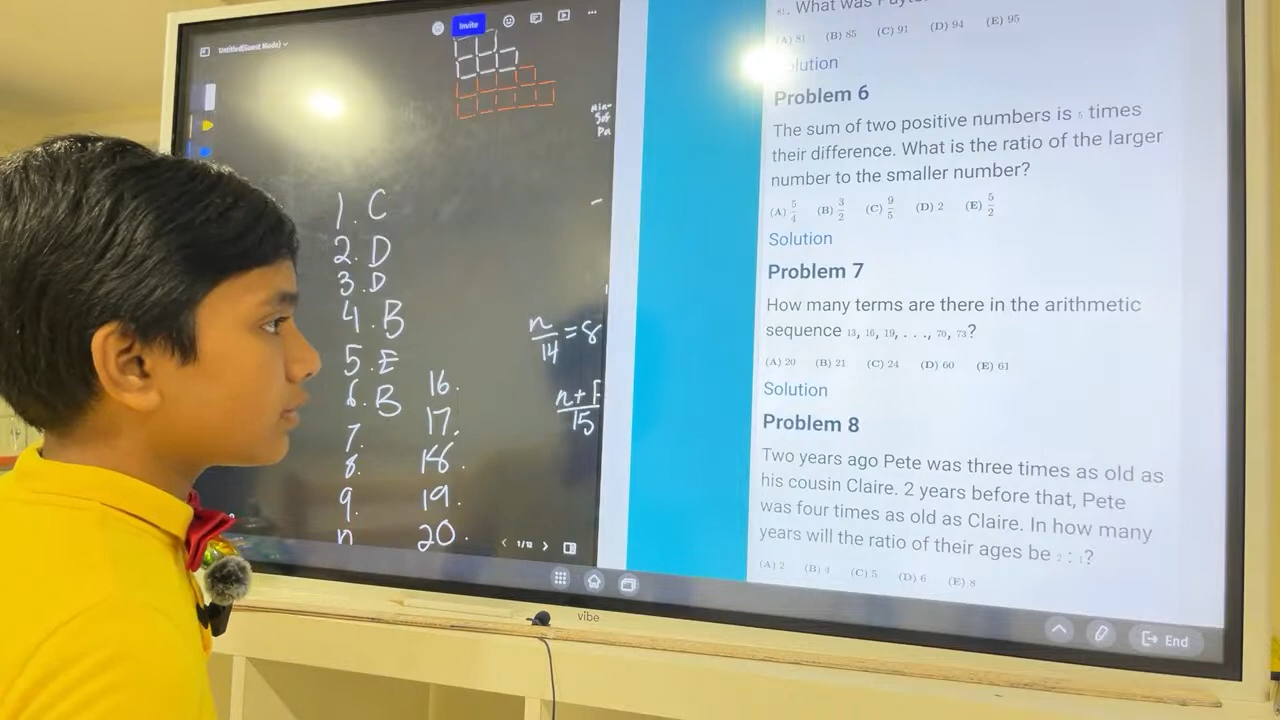 Untitled(Guest Mode)
Invite
1. C
2. D
3. D
4. B
5. E
6. B
7.
8.
9.
n
16.
17.
18.
19.
20.
n/14 = 8
n+P/15
1/12
81. What was Payto
(A) 81 (B) 85 (C) 91 (D) 94 (E) 95
Solution
Problem 6
The sum of two positive numbers is 5 times
their difference. What is the ratio of the larger
number to the smaller number?
(A) 5/4 (B) 3/2 (C) 9/5 (D) 2 (E) 5/2
Solution
Problem 7
How many terms are there in the arithmetic
sequence 13, 16, 19, . . ., 70, 73?
(A) 20 (B) 21 (C) 24 (D) 60 (E) 61
Solution
Problem 8
Two years ago Pete was three times as old as
his cousin Claire. 2 years before that, Pete
was four times as old as Claire. In how many
years will the ratio of their ages be 2 : 1?
(A) 2 (B) 4 (C) 5 (D) 6 (E) 8
End
vibe